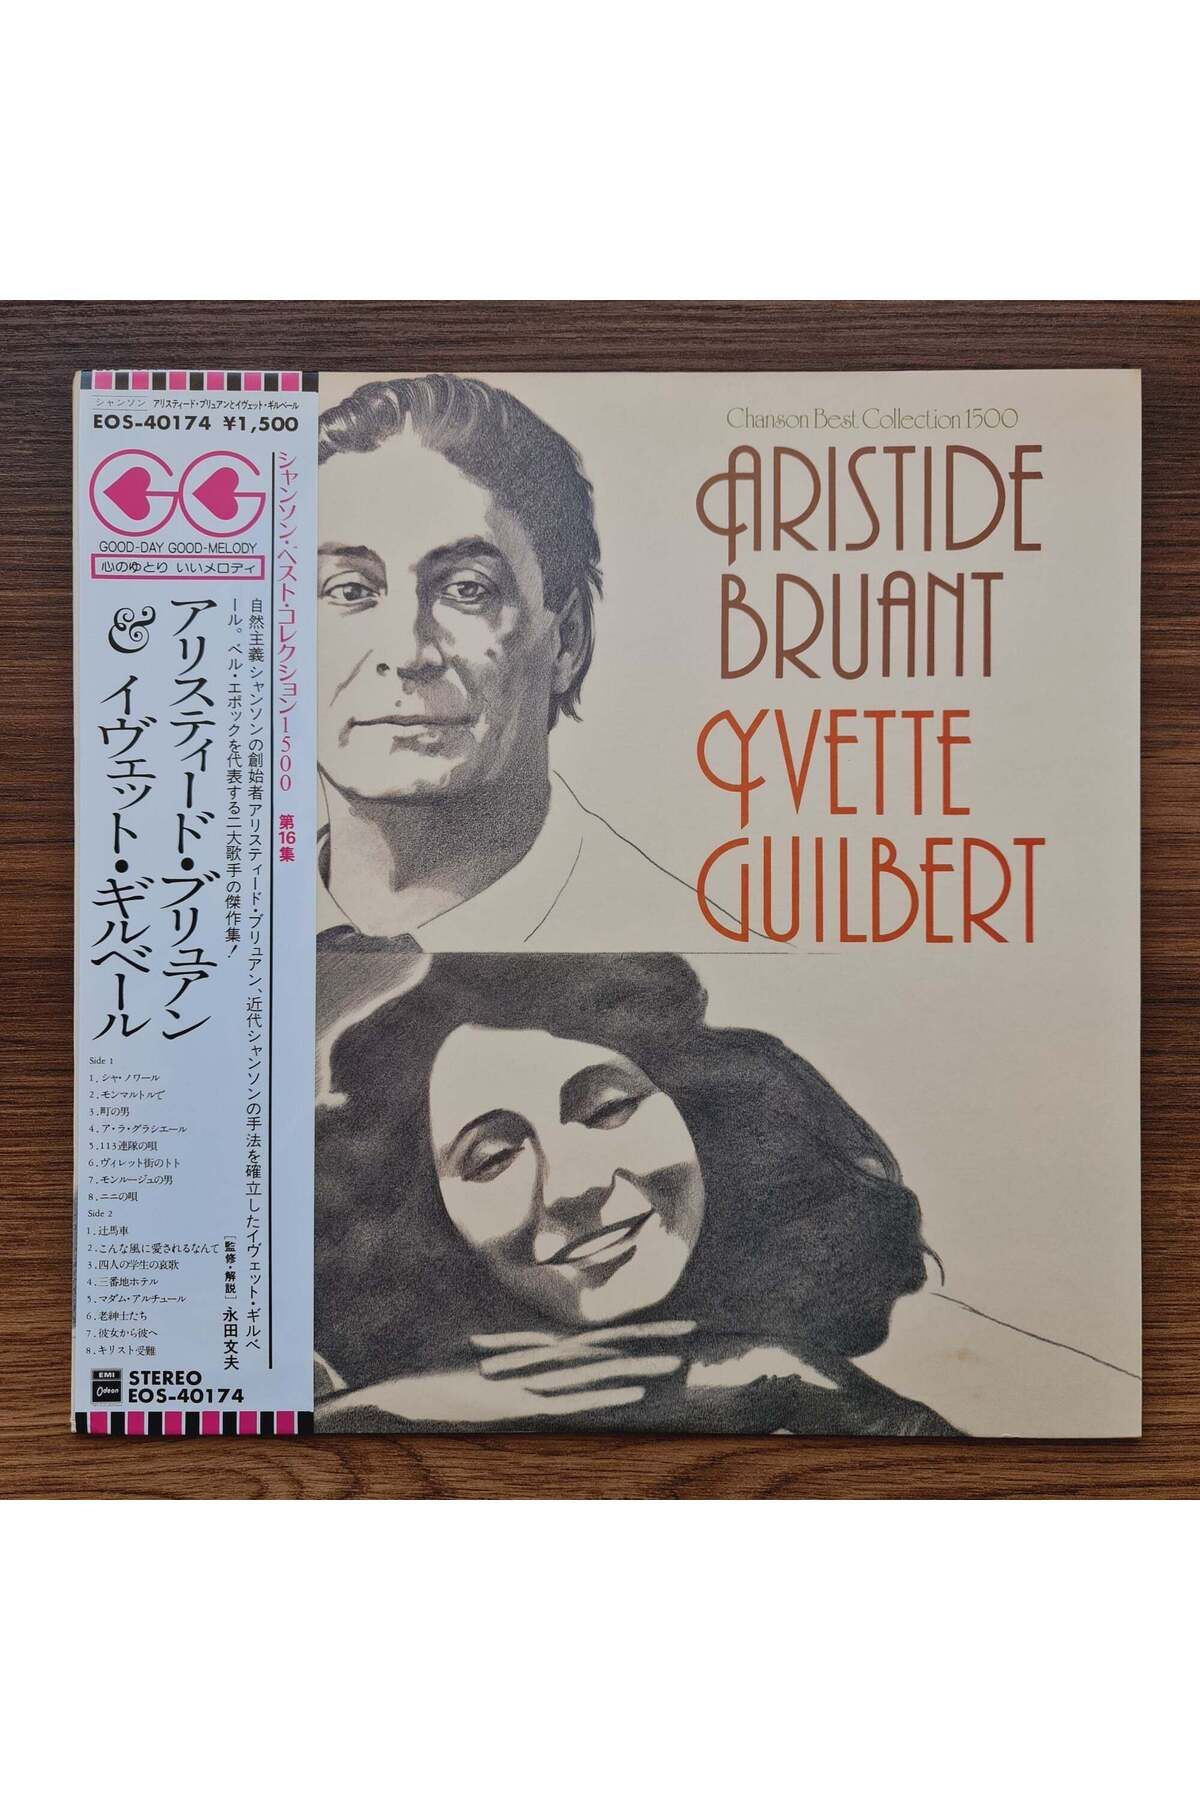 シャンソン アリスティード・ブリュアンとイヴェット・ギルベール
EOS-40174 ¥1,500
GOOD-DAY GOOD-MELODY
心のゆとり いいメロディ
シャンソン・ベスト・コレクション1500 第16集
自然主義シャンソンの創始者アリスティード・ブリュアン、近代シャンソンの手法を確立したイヴェット・ギルベ
ール。ベル・エポックを代表する二大歌手の傑作集!
[監修・解説] 永田文夫
アリスティード・ブリュアン
& イヴェット・ギルベール
Side 1
1.シャ・ノワール
2.モンマルトルで
3.町の男
4.ア・ラ・グラシエール
5.113連隊の唄
6.ヴィレット街のトト
7.モンルージュの男
8.ニニの唄
Side 2
1.辻馬車
2.こんな風に愛されるなんて
3.四人の学生の哀歌
4.三番地ホテル
5.マダム・アルチュール
6.老紳士たち
7.彼女から彼へ
8.キリスト受難
EMI
Odeon
STEREO
EOS-40174
Chanson Best Collection 1500
ARISTIDE
BRUANT
YVETTE
GUILBERT